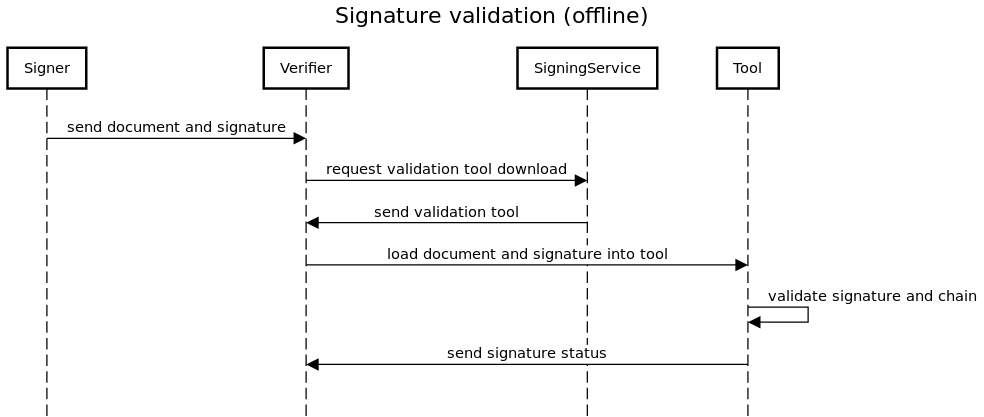 Signature validation (offline)
Signer
Verifier
SigningService
Tool
send document and signature
request validation tool download
send validation tool
load document and signature into tool
validate signature and chain
send signature status